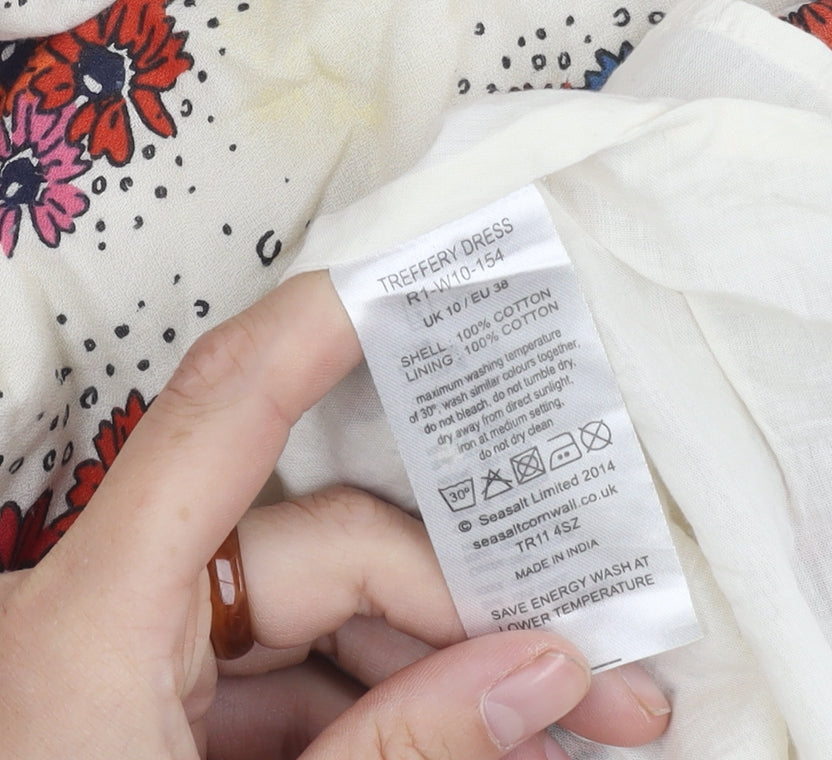 TREFFERY DRESS
R1-W10-154
UK 10 / EU 38
SHELL : 100% COTTON
LINING : 100% COTTON
maximum washing temperature
of 30°. wash similar colours together,
do not bleach, do not tumble dry,
dry away from direct sunlight,
iron at medium setting,
do not dry clean
30°
© Seasalt Limited 2014
seasaltcornwall.co.uk
TR11 4SZ
MADE IN INDIA
SAVE ENERGY WASH AT
LOWER TEMPERATURE